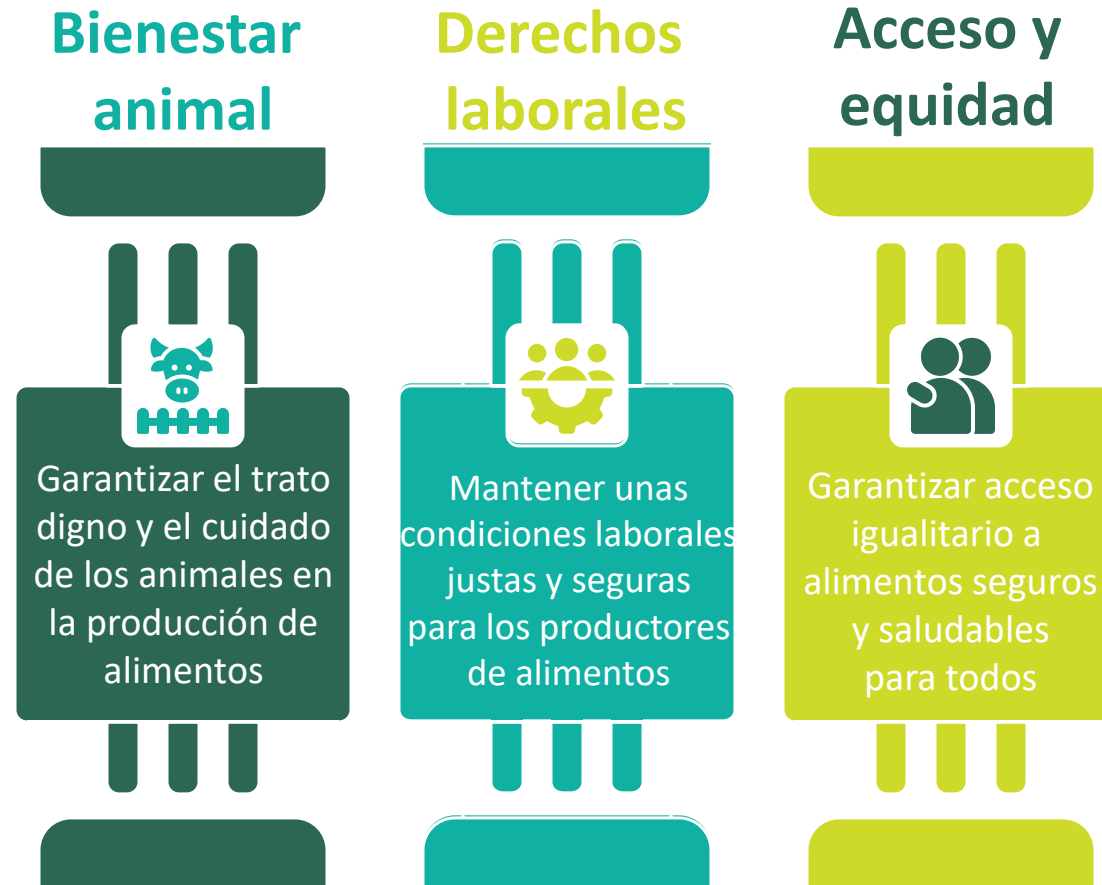 Bienestar
animal
Derechos
laborales
Acceso y
equidad
Garantizar el trato
digno y el cuidado
de los animales en
la producción de
alimentos
Mantener unas
condiciones laborales
justas y seguras
para los productores
de alimentos
Garantizar acceso
igualitario a
alimentos seguros
y saludables
para todos